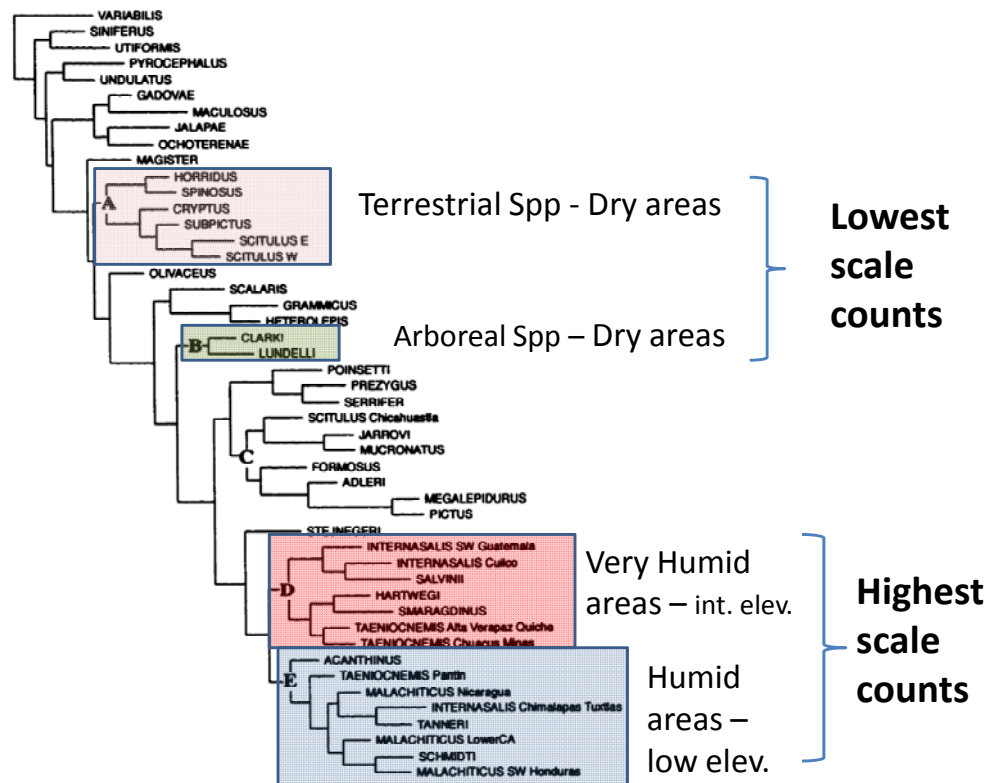 VARIABILIS
SINIFERUS
UTIFORMIS
PYROCEPHALUS
UNDULATUS
GADOVAE
MACULOSUS
JALAPAE
OCHOTERENAE
MAGISTER
A
HORRIDUS
SPINOSUS
CRYPTUS
SUBPICTUS
SCITULUS E
SCITULUS W
Terrestrial Spp - Dry areas
OLIVACEUS
SCALARIS
GRAMMICUS
HETEROLEPIS
B
CLARKI
LUNDELLI
Arboreal Spp – Dry areas
Lowest
scale
counts
POINSETTI
PREZYGUS
SERRIFER
C
SCITULUS Chicahuastla
JARROVI
MUCRONATUS
FORMOSUS
ADLERI
MEGALEPIDURUS
PICTUS
STEJNEGERI
D
INTERNASALIS SW Guatemala
INTERNASALIS Cuilco
SALVINII
HARTWEGI
SMARAGDINUS
TAENIOCNEMIS Alta Verapaz Quiche
TAENIOCNEMIS Chuacus Minas
Very Humid
areas – int. elev.
E
ACANTHINUS
TAENIOCNEMIS Pantin
MALACHITICUS Nicaragua
INTERNASALIS Chimalapas Tuxtlas
TANNERI
MALACHITICUS LowerCA
SCHMIDTI
MALACHITICUS SW Honduras
Humid
areas –
low elev.
Highest
scale
counts